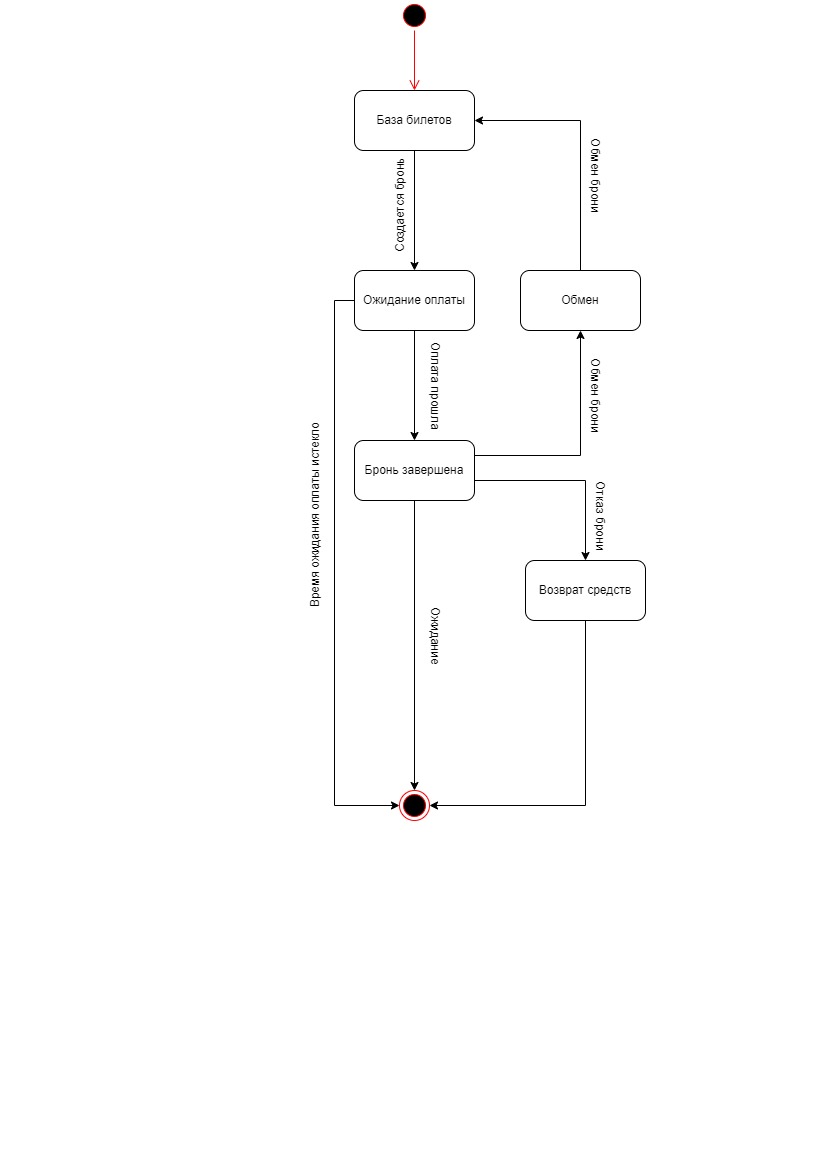 База билетов
Создается бронь
Обмен брони
Ожидание оплаты
Обмен
Оплата прошла
Обмен брони
Бронь завершена
Отказ брони
Время ожидания оплаты истекло
Возврат средств
Ожидание